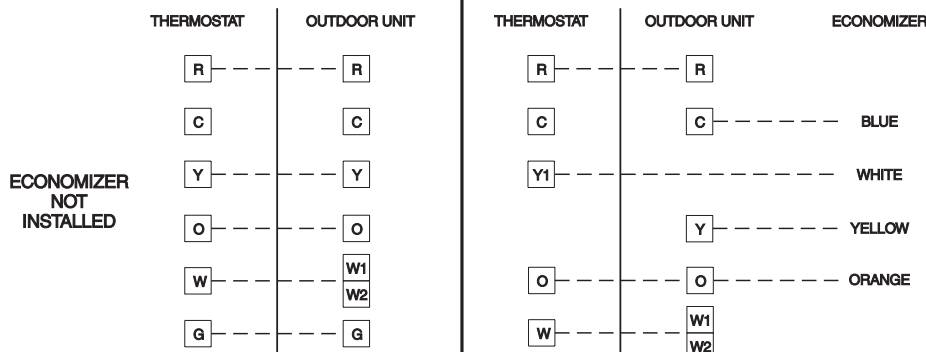 THERMOSTAT OUTDOOR UNIT
R R
C C
ECONOMIZER
NOT
INSTALLED
Y Y
O O
W W1
W2
G G
THERMOSTAT OUTDOOR UNIT ECONOMIZER
R R
C C BLUE
Y1 WHITE
Y YELLOW
O O ORANGE
W W1
W2